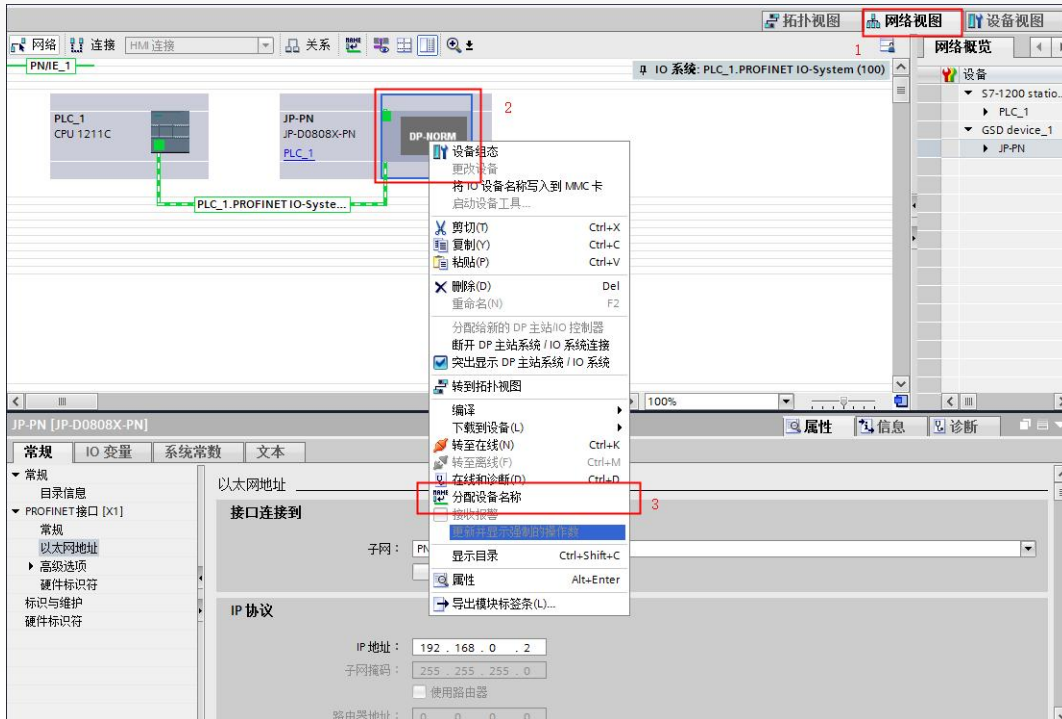 拓扑视图 网络视图 设备视图
网络 连接 HMI 连接 关系
1
网络概览
PN/IE_1
IO 系统: PLC_1.PROFINET IO-System (100)
设备
S7-1200 statio...
PLC_1
GSD device_1
JP-PN
2
PLC_1
CPU 1211C
JP-PN
JP-D0808X-PN
PLC_1
DP-NORM
PLC_1.PROFINET IO-Syste...
设备组态
更改设备
将 IO 设备名称写入到 MMC 卡
启动设备工具...
剪切(T) Ctrl+X
复制(Y) Ctrl+C
粘贴(P) Ctrl+V
删除(D) Del
重命名(N) F2
分配给新的 DP 主站/IO 控制器
断开 DP 主站系统 / IO 系统连接
突出显示 DP 主站系统 / IO 系统
转到拓扑视图
编译
下载到设备(L)
转至在线(N) Ctrl+K
转至离线(F) Ctrl+M
在线和诊断(D) Ctrl+D
分配设备名称
3
接收报警
更新并显示强制的操作数
显示目录 Ctrl+Shift+C
属性 Alt+Enter
导出模块标签条(L)...
100%
JP-PN [JP-D0808X-PN]
属性 信息 诊断
常规 IO 变量 系统常数 文本
常规
目录信息
PROFINET接口 [X1]
常规
以太网地址
高级选项
硬件标识符
标识与维护
硬件标识符
以太网地址
接口连接到
子网： PN
IP 协议
IP 地址： 192 . 168 . 0 . 2
子网掩码： 255 . 255 . 255 . 0
使用路由器
路由器地址： 0 . 0 . 0 . 0